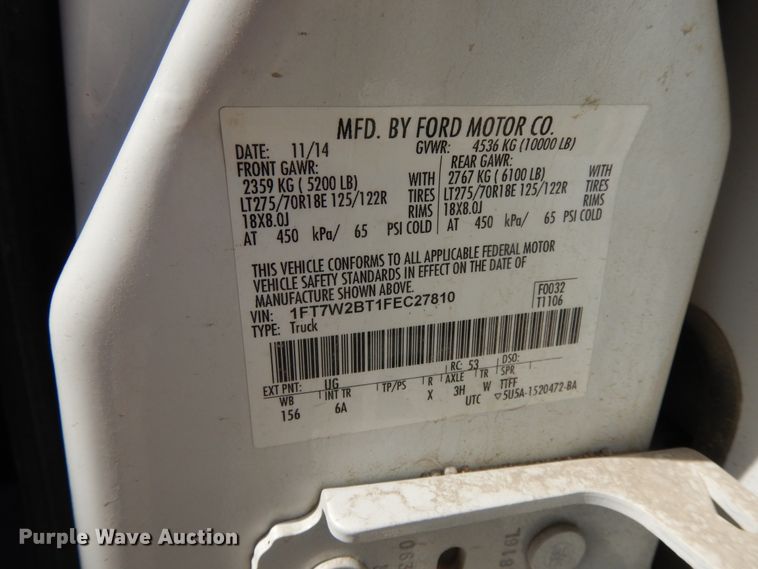 MFD. BY FORD MOTOR CO.
DATE: 11/14 GVWR: 4536 KG (10000 LB)
FRONT GAWR: REAR GAWR:
2359 KG ( 5200 LB) WITH 2767 KG ( 6100 LB) WITH
LT275/70R18E 125/122R TIRES LT275/70R18E 125/122R TIRES
18X8.0J RIMS 18X8.0J RIMS
AT 450 kPa/ 65 PSI COLD AT 450 kPa/ 65 PSI COLD
THIS VEHICLE CONFORMS TO ALL APPLICABLE FEDERAL MOTOR
VEHICLE SAFETY STANDARDS IN EFFECT ON THE DATE OF
MANUFACTURE SHOWN ABOVE.
VIN: 1FT7W2BT1FEC27810 F0032
TYPE: Truck T1106
EXT PNT: UG RC: 53 DSO:
WB INT TR TP/PS R AXLE TR SPR
156 6A X 3H W TTFF
UTC ▽5U5A-1520472-BA
816L
Purple Wave Auction